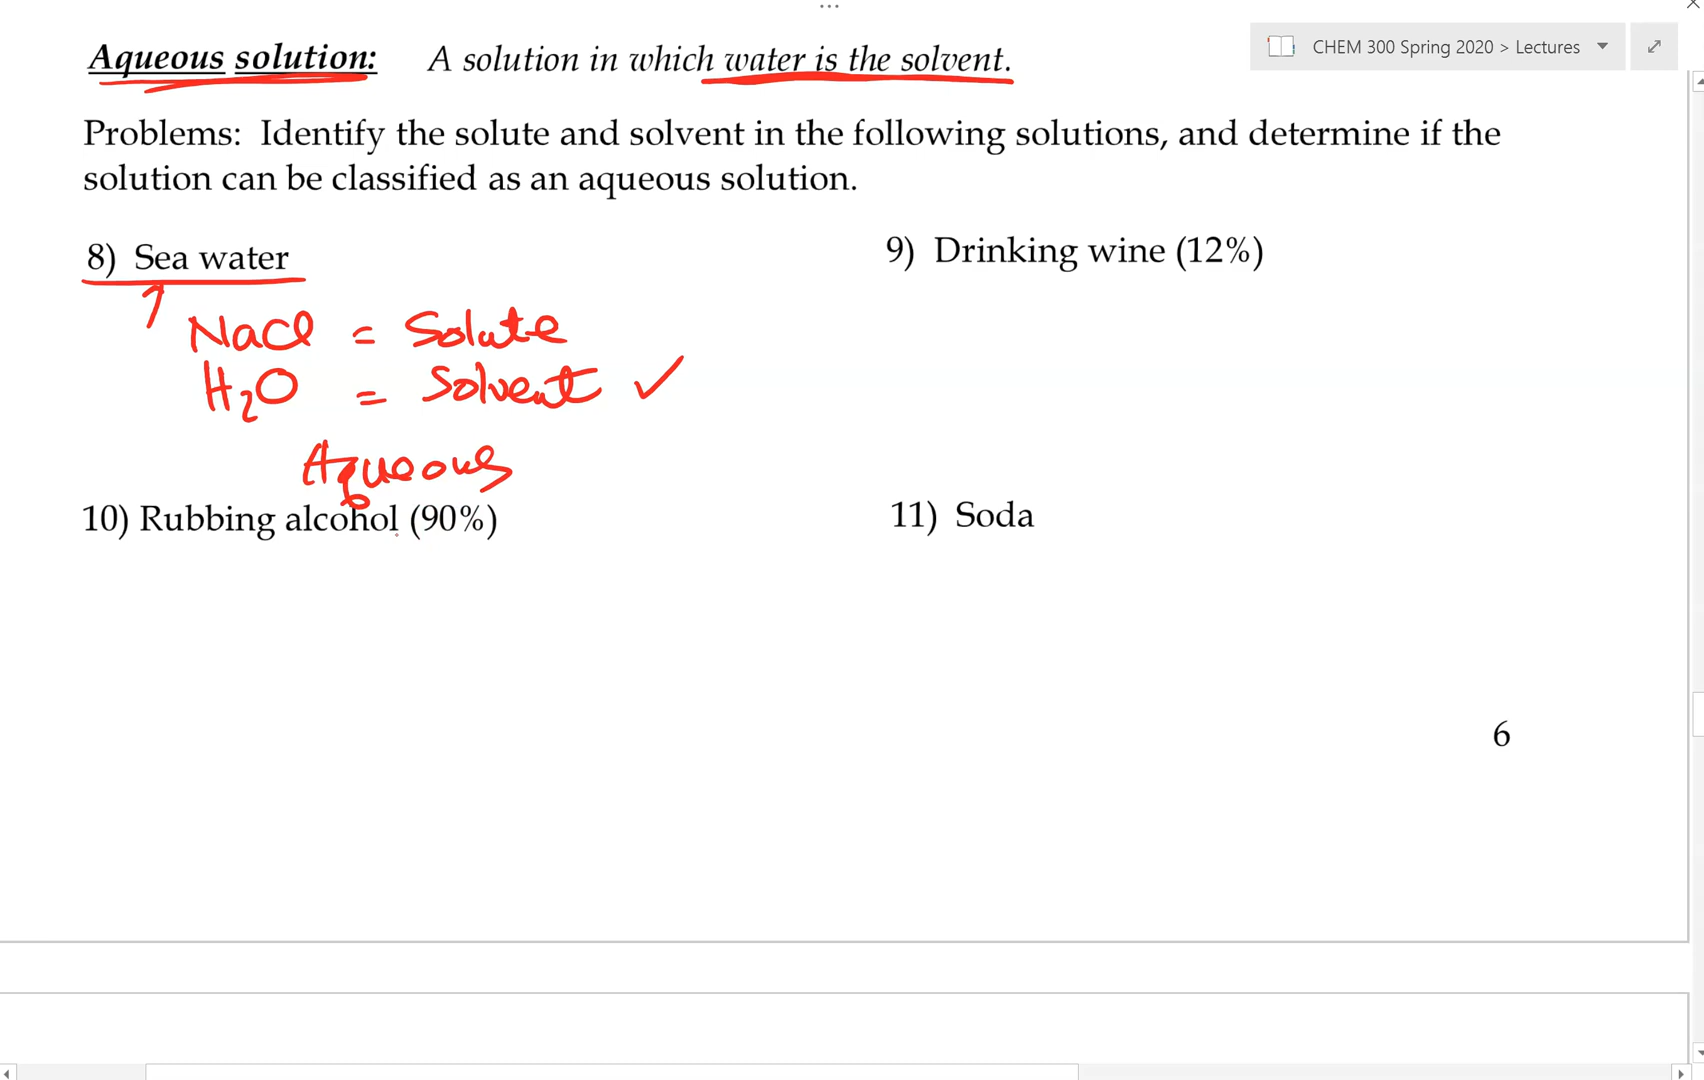 Aqueous solution: A solution in which water is the solvent.
CHEM 300 Spring 2020 > Lectures
Problems: Identify the solute and solvent in the following solutions, and determine if the
solution can be classified as an aqueous solution.
8) Sea water
NaCl = Solute
H₂O = Solvent ✓
Aqueous
9) Drinking wine (12%)
10) Rubbing alcohol (90%)
11) Soda
6